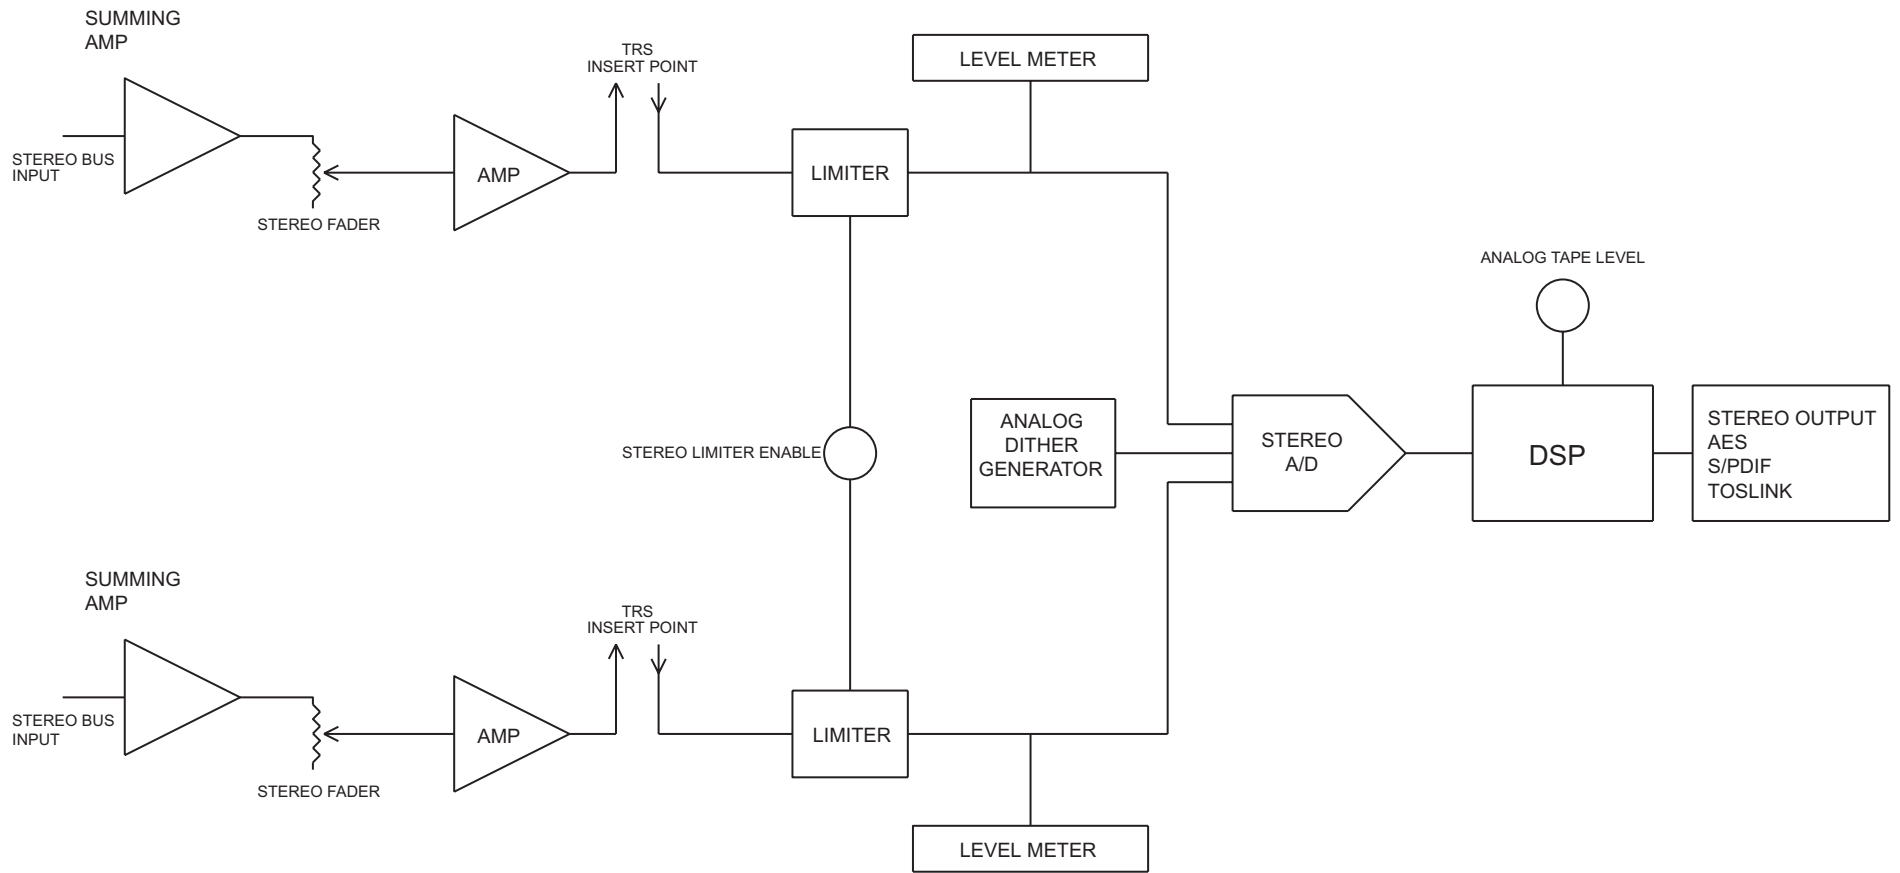 SUMMING
AMP
STEREO BUS
INPUT
STEREO FADER
AMP
TRS
INSERT POINT
LIMITER
LEVEL METER
STEREO LIMITER ENABLE
ANALOG
DITHER
GENERATOR
STEREO
A/D
ANALOG TAPE LEVEL
DSP
STEREO OUTPUT
AES
S/PDIF
TOSLINK
SUMMING
AMP
STEREO BUS
INPUT
STEREO FADER
AMP
TRS
INSERT POINT
LIMITER
LEVEL METER